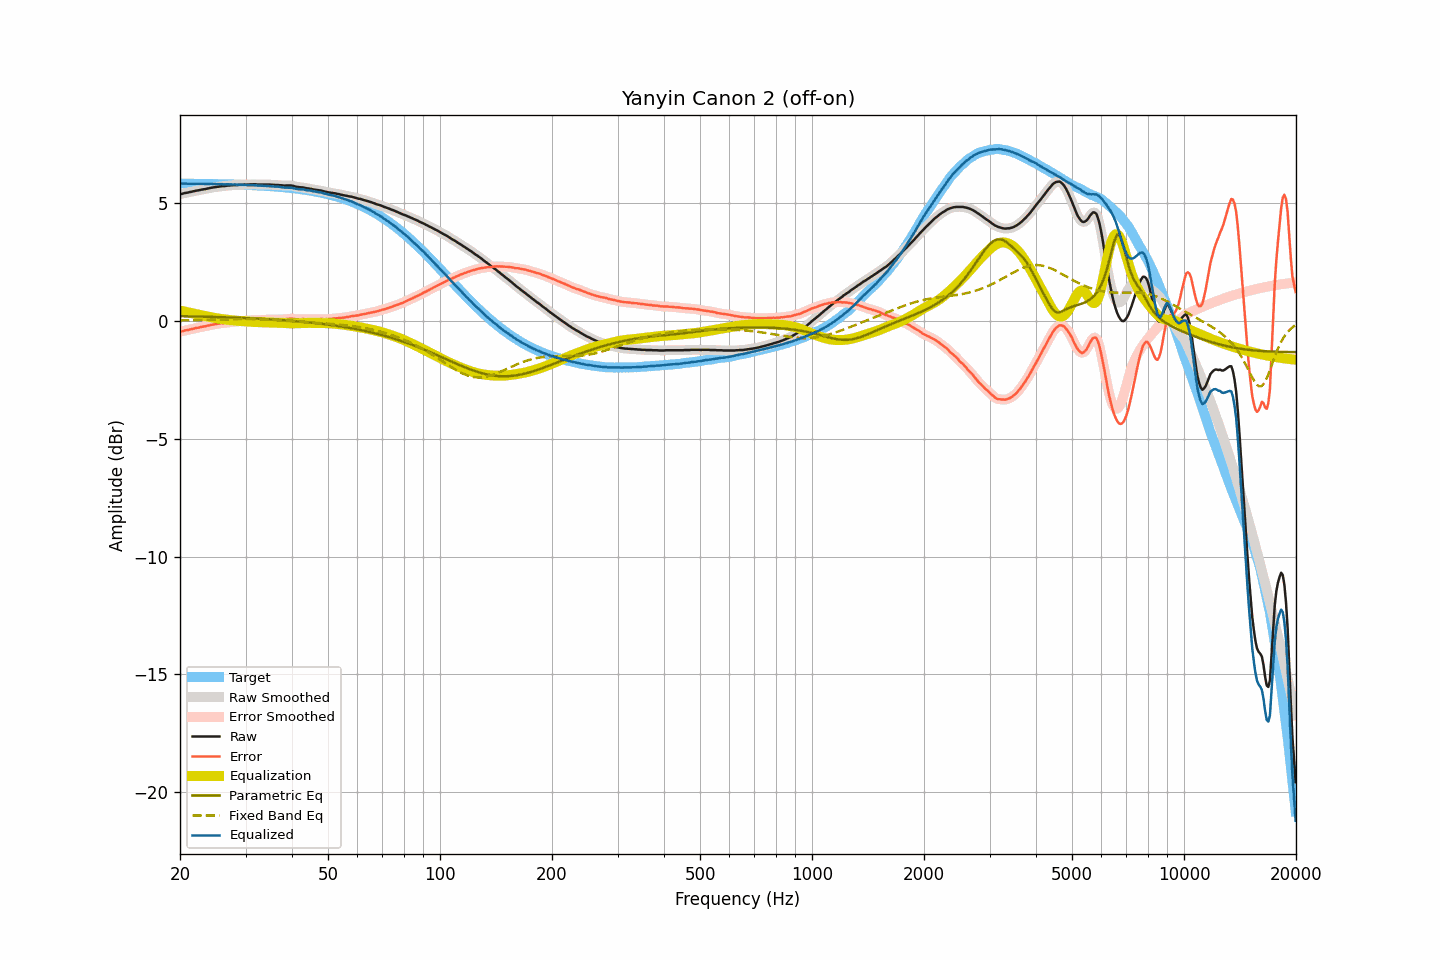 Yanyin Canon 2 (off-on)
Amplitude (dBr)
5
0
−5
−10
−15
−20
Target
Raw Smoothed
Error Smoothed
Raw
Error
Equalization
Parametric Eq
Fixed Band Eq
Equalized
20 50 100 200 500 1000 2000 5000 10000 20000
Frequency (Hz)